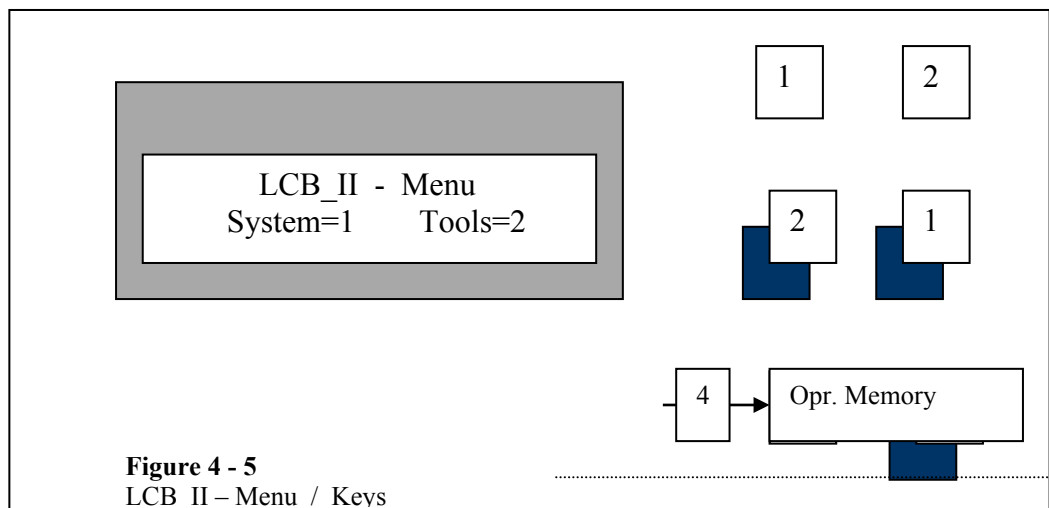 1 2
LCB_II - Menu
System=1 Tools=2
2 1
4 Opr. Memory
Figure 4 - 5
LCB_II – Menu / Keys